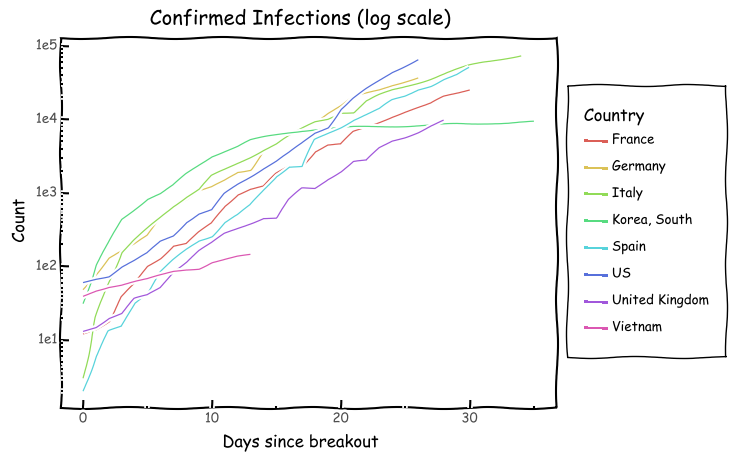 Confirmed Infections (log scale)
1e5
1e4
1e3
1e2
1e1
Count
0 10 20 30
Days since breakout
Country
France
Germany
Italy
Korea, South
Spain
US
United Kingdom
Vietnam